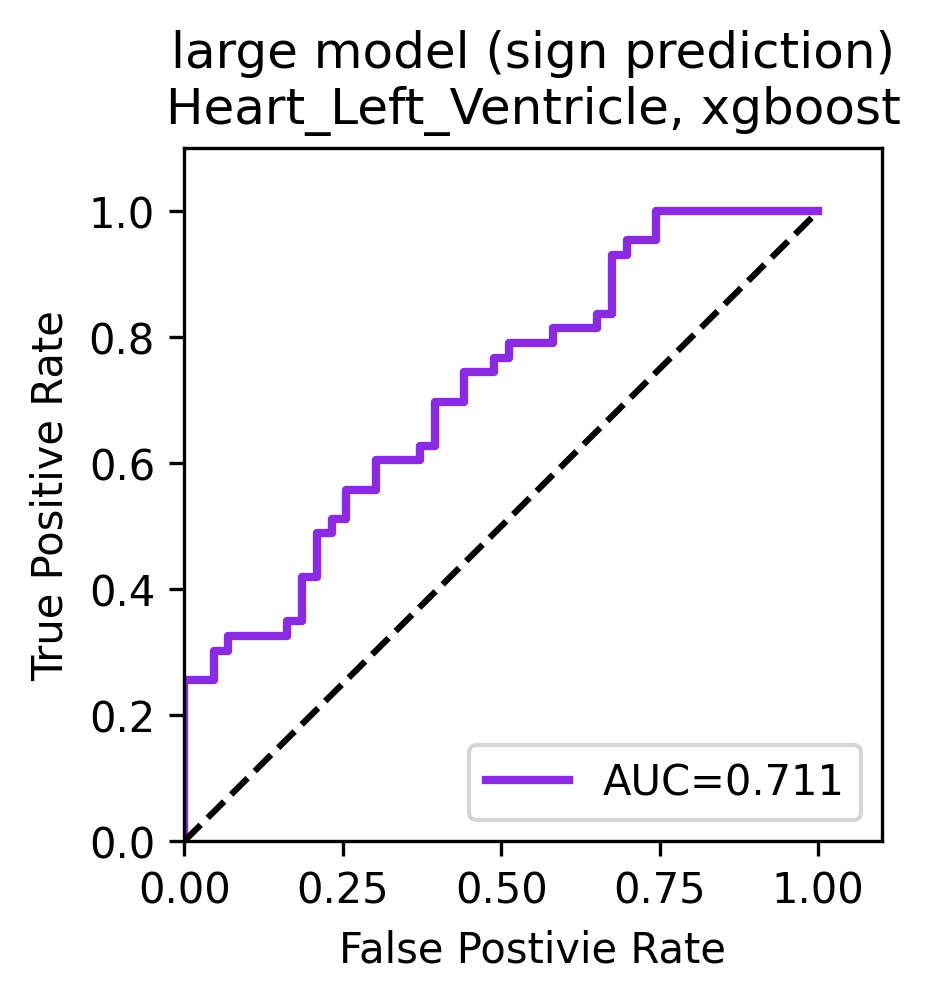 large model (sign prediction)
Heart_Left_Ventricle, xgboost
True Positive Rate
1.0
0.8
0.6
0.4
0.2
0.0
AUC=0.711
0.00 0.25 0.50 0.75 1.00
False Postivie Rate